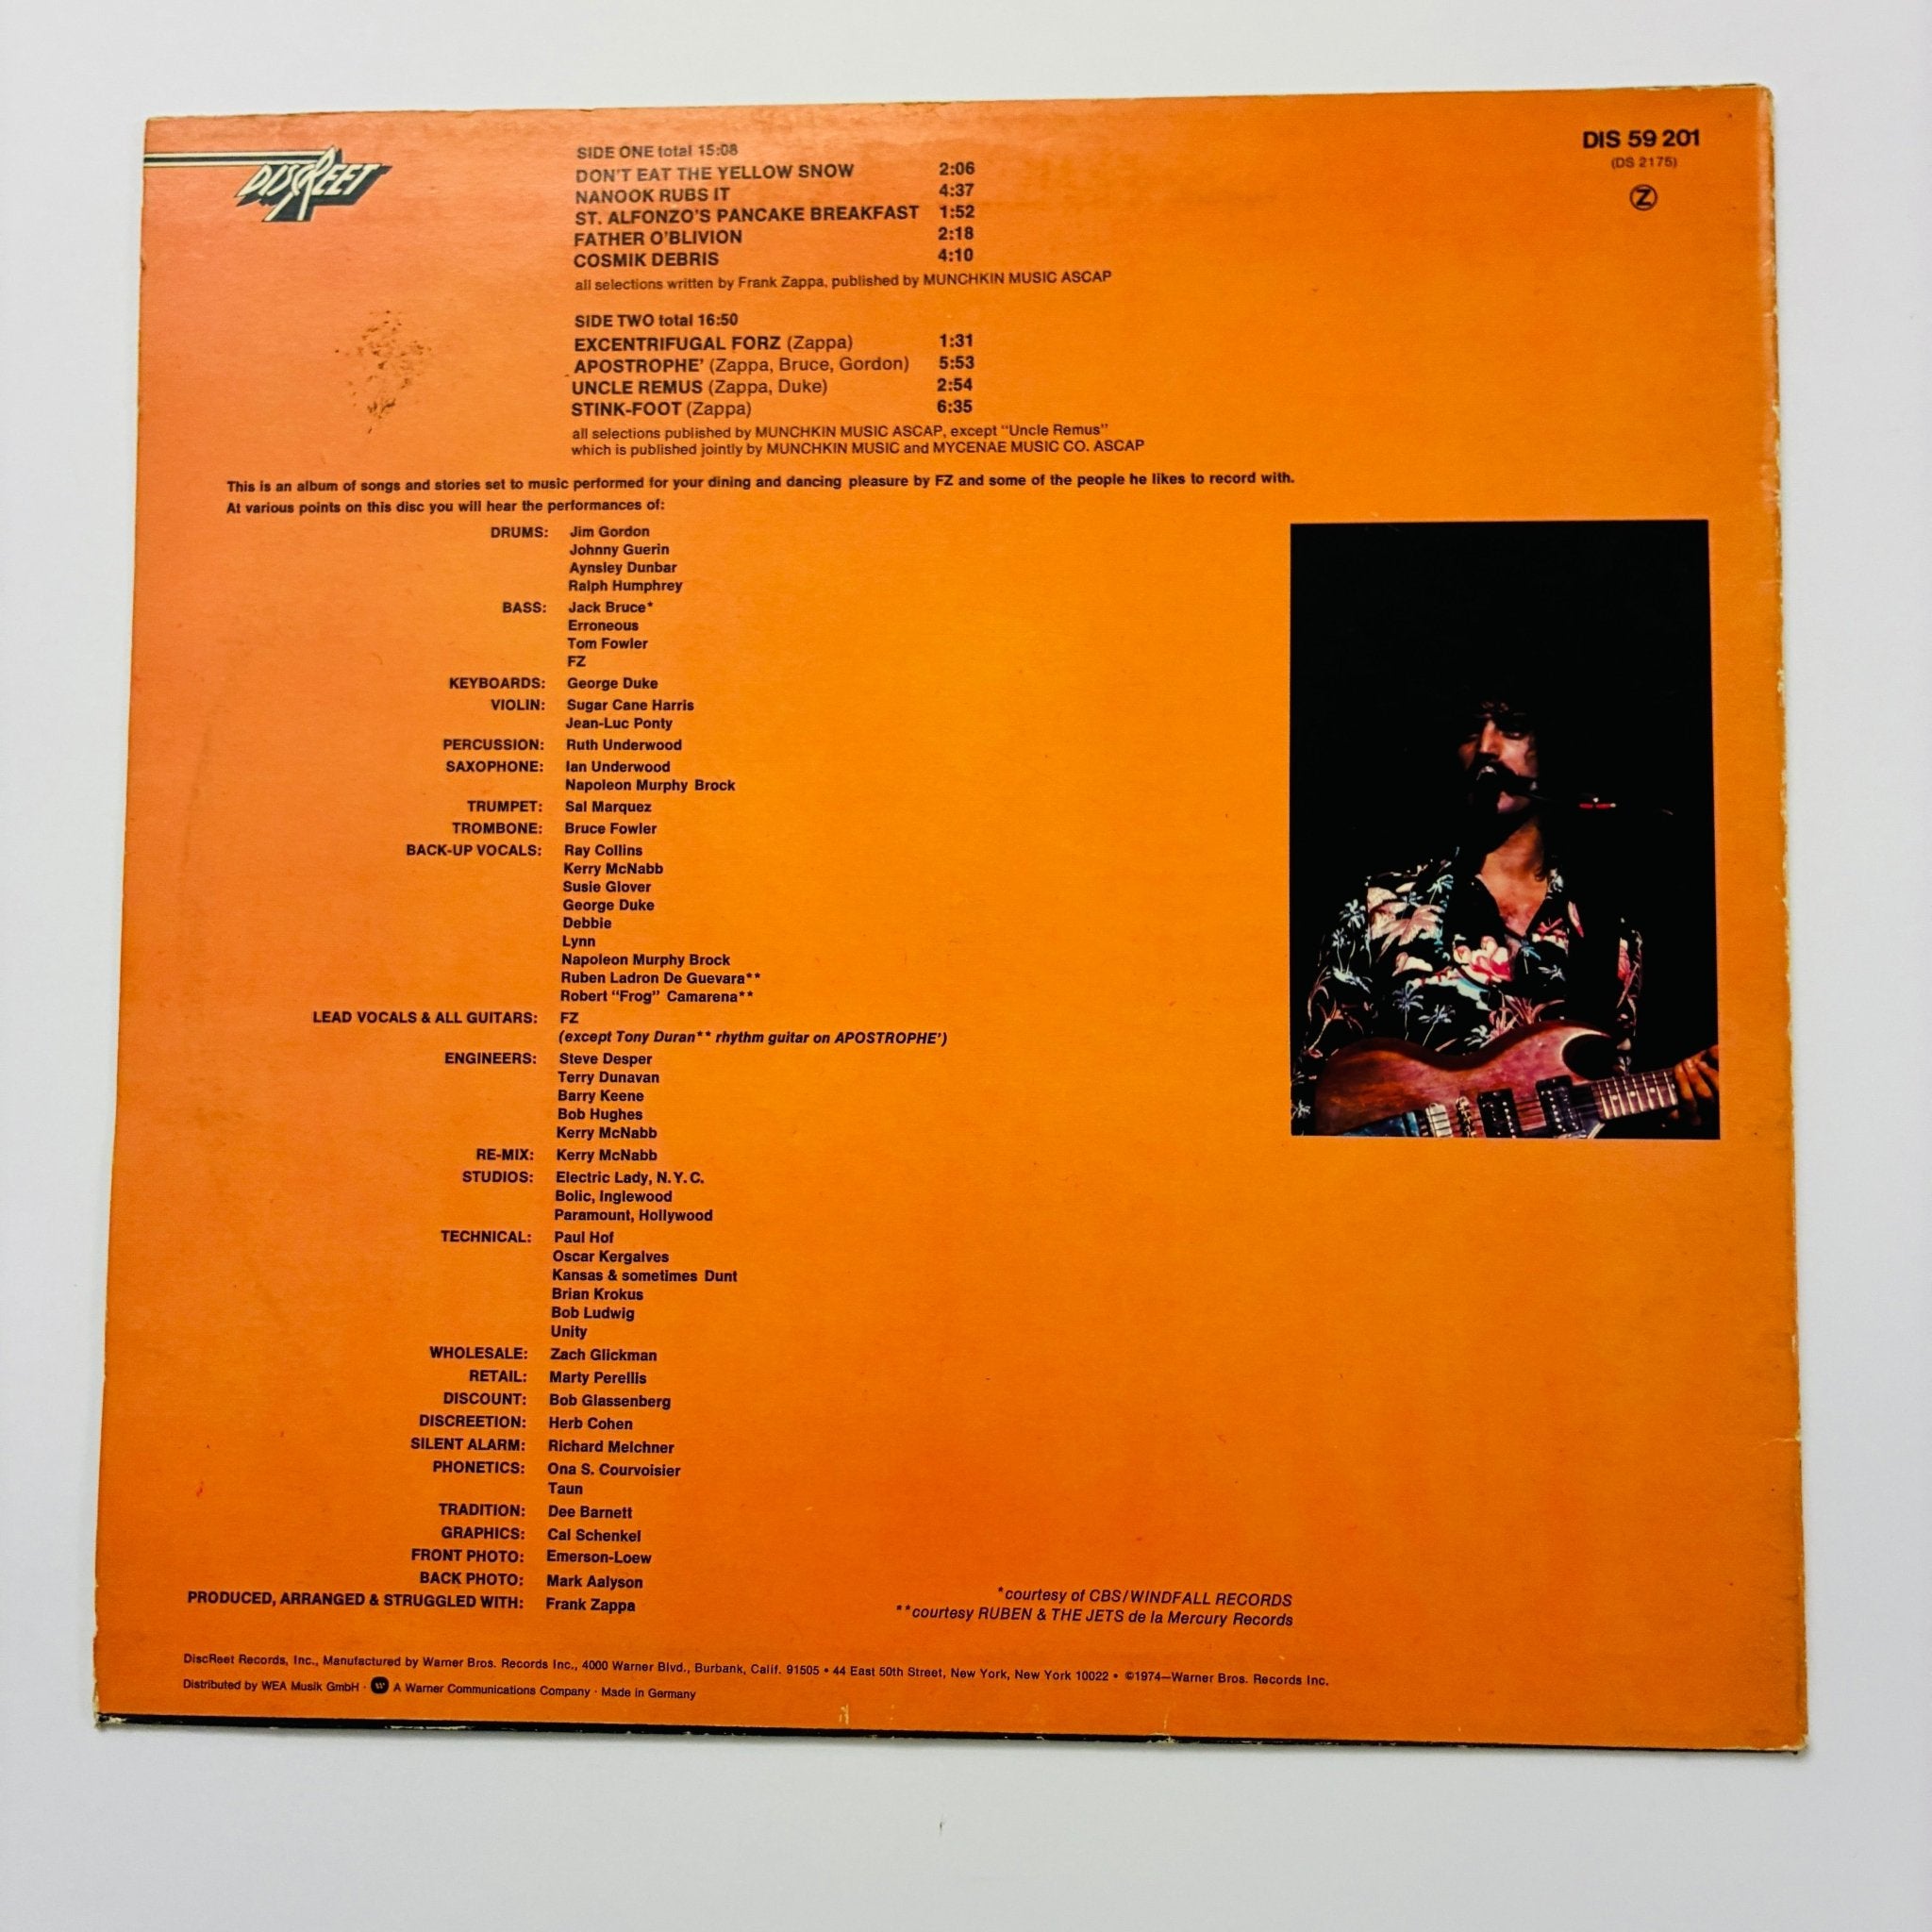 DISCREET
DIS 59 201
(DS 2175)
Z
SIDE ONE total 15:08
DON'T EAT THE YELLOW SNOW 2:06
NANOOK RUBS IT 4:37
ST. ALFONZO'S PANCAKE BREAKFAST 1:52
FATHER O'BLIVION 2:18
COSMIK DEBRIS 4:10
all selections written by Frank Zappa, published by MUNCHKIN MUSIC ASCAP
SIDE TWO total 16:50
EXCENTRIFUGAL FORZ (Zappa) 1:31
APOSTROPHE' (Zappa, Bruce, Gordon) 5:53
UNCLE REMUS (Zappa, Duke) 2:54
STINK-FOOT (Zappa) 6:35
all selections published by MUNCHKIN MUSIC ASCAP, except "Uncle Remus"
which is published jointly by MUNCHKIN MUSIC and MYCENAE MUSIC CO. ASCAP
This is an album of songs and stories set to music performed for your dining and dancing pleasure by FZ and some of the people he likes to record with.
At various points on this disc you will hear the performances of:
DRUMS: Jim Gordon
Johnny Guerin
Aynsley Dunbar
Ralph Humphrey
BASS: Jack Bruce*
Erroneous
Tom Fowler
FZ
KEYBOARDS: George Duke
VIOLIN: Sugar Cane Harris
Jean-Luc Ponty
PERCUSSION: Ruth Underwood
SAXOPHONE: Ian Underwood
Napoleon Murphy Brock
TRUMPET: Sal Marquez
TROMBONE: Bruce Fowler
BACK-UP VOCALS: Ray Collins
Kerry McNabb
Susie Glover
George Duke
Debbie
Lynn
Napoleon Murphy Brock
Ruben Ladron De Guevara**
Robert "Frog" Camarena**
LEAD VOCALS & ALL GUITARS: FZ
(except Tony Duran** rhythm guitar on APOSTROPHE')
ENGINEERS: Steve Desper
Terry Dunavan
Barry Keene
Bob Hughes
Kerry McNabb
RE-MIX: Kerry McNabb
STUDIOS: Electric Lady, N.Y.C.
Bolic, Inglewood
Paramount, Hollywood
TECHNICAL: Paul Hof
Oscar Kergalves
Kansas & sometimes Dunt
Brian Krokus
Bob Ludwig
Unity
WHOLESALE: Zach Glickman
RETAIL: Marty Perellis
DISCOUNT: Bob Glassenberg
DISCREETION: Herb Cohen
SILENT ALARM: Richard Melchner
PHONETICS: Ona S. Courvoisier
Taun
TRADITION: Dee Barnett
GRAPHICS: Cal Schenkel
FRONT PHOTO: Emerson-Loew
BACK PHOTO: Mark Aalyson
PRODUCED, ARRANGED & STRUGGLED WITH: Frank Zappa
*courtesy of CBS/WINDFALL RECORDS
**courtesy RUBEN & THE JETS de la Mercury Records
DiscReet Records, Inc., Manufactured by Warner Bros. Records Inc., 4000 Warner Blvd., Burbank, Calif. 91505 • 44 East 50th Street, New York, New York 10022 • ©1974—Warner Bros. Records Inc.
Distributed by WEA Musik GmbH · W A Warner Communications Company · Made in Germany